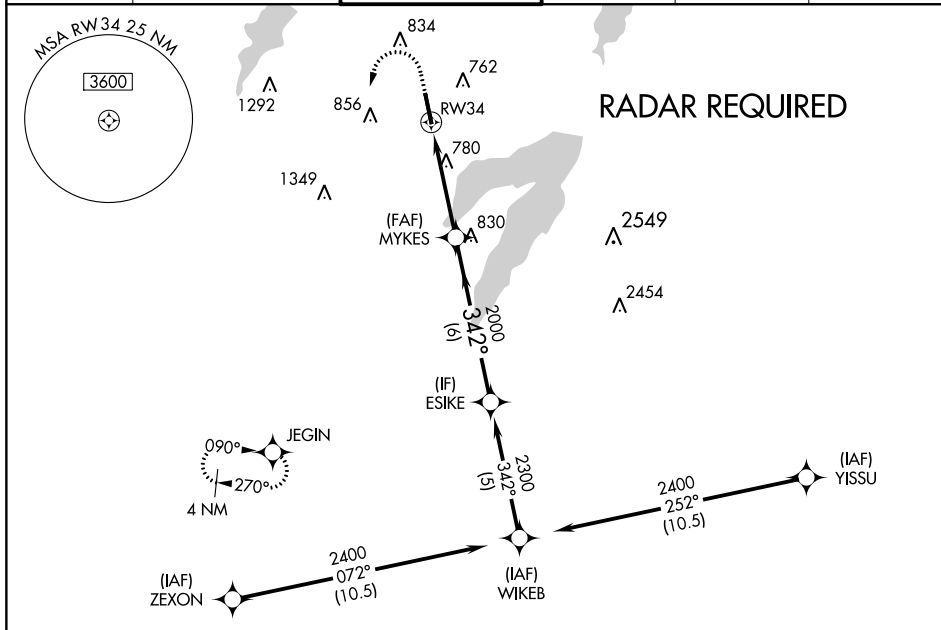 MSA RW34 25 NM
3600
834
762
1292
856
RW34
RADAR REQUIRED
780
1349
(FAF)
MYKES
830
2549
2454
2000
342°
(6)
(IF)
ESIKE
JEGIN
090°
270°
4 NM
2300
342°
(5)
(IAF)
YISSU
2400
252°
(10.5)
2400
072°
(10.5)
(IAF)
WIKEB
(IAF)
ZEXON